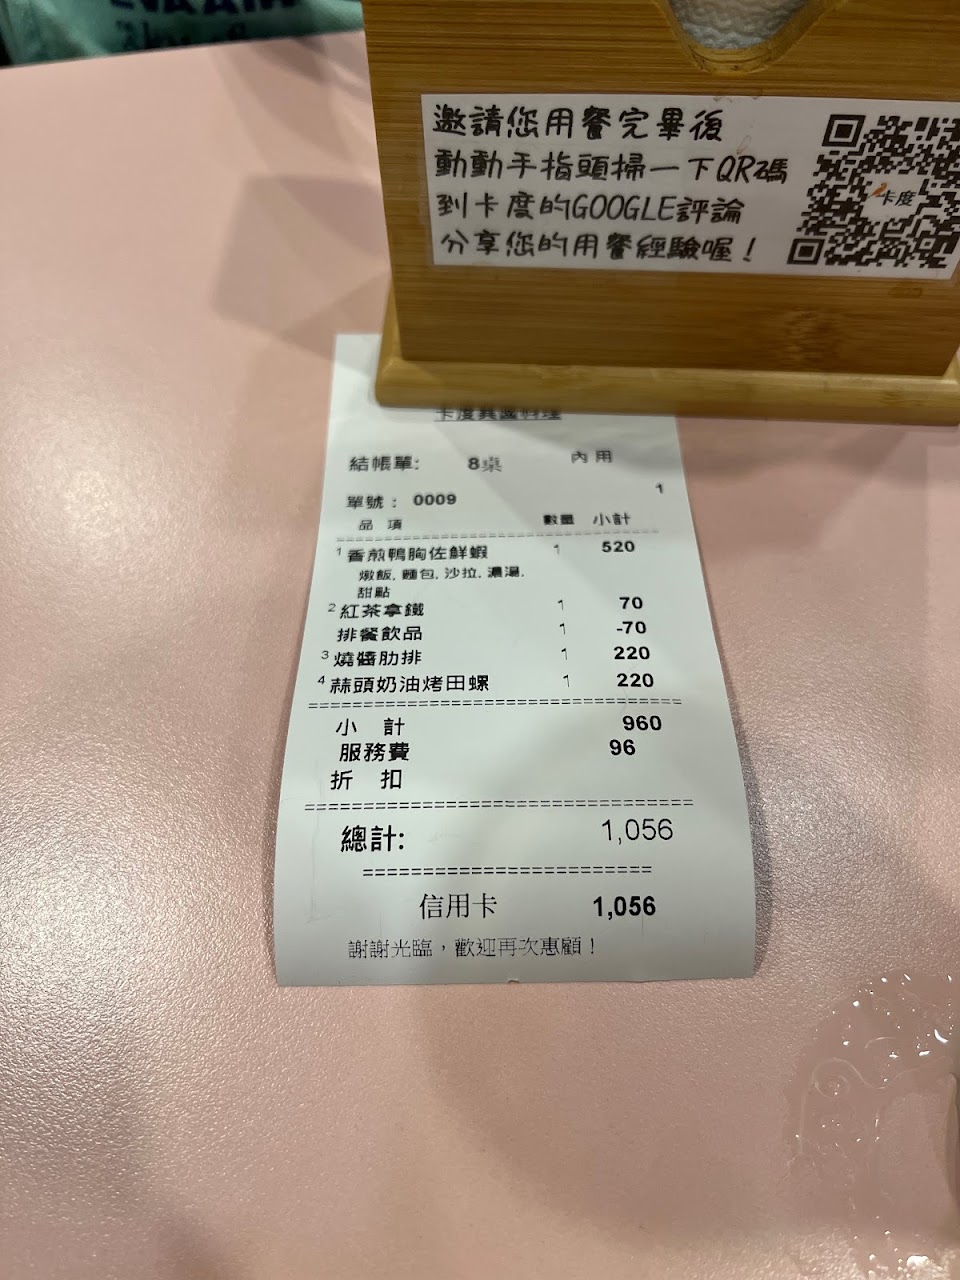 邀請您用餐完畢後
動動手指頭掃一下QR碼
到卡度的GOOGLE評論
分享您的用餐經驗喔！
卡度
卡度異國料理
結帳單: 8桌 內用
1
單號： 0009
品 項 數量 小計
1 香煎鴨胸佐鮮蝦 1 520
燉飯, 麵包, 沙拉, 濃湯,
甜點
2 紅茶拿鐵 1 70
排餐飲品 1 -70
3 燒醬肋排 1 220
4 蒜頭奶油烤田螺 1 220
小 計 960
服務費 96
折 扣
總計: 1,056
信用卡 1,056
謝謝光臨，歡迎再次惠顧！